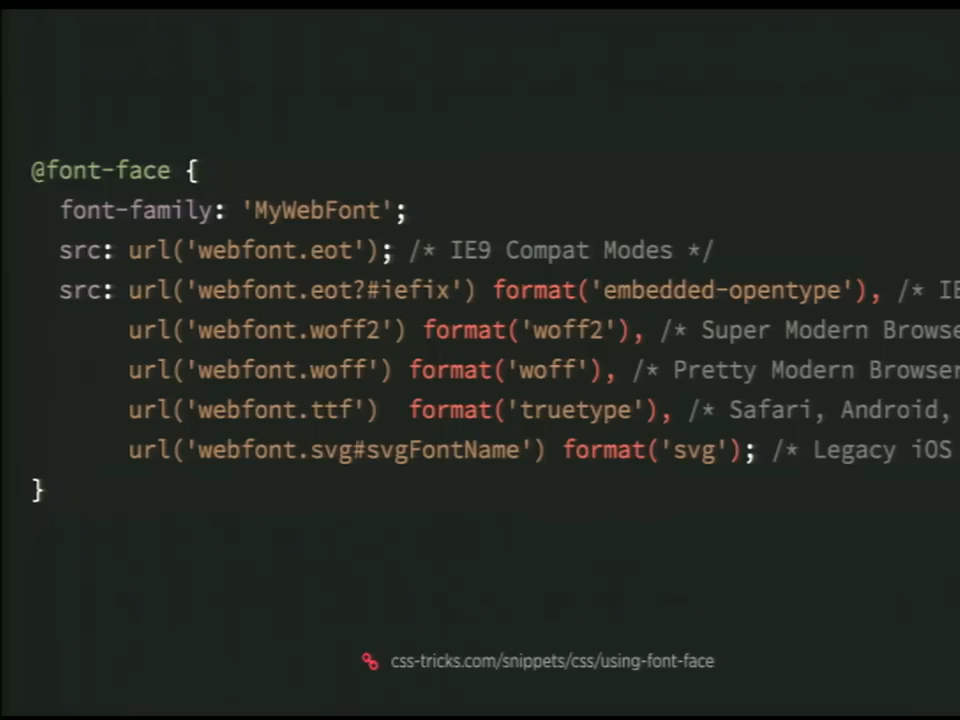 @font-face {
font-family: 'MyWebFont';
src: url('webfont.eot'); /* IE9 Compat Modes */
src: url('webfont.eot?#iefix') format('embedded-opentype'), /* IE
url('webfont.woff2') format('woff2'), /* Super Modern Browse
url('webfont.woff') format('woff'), /* Pretty Modern Browser
url('webfont.ttf')  format('truetype'), /* Safari, Android,
url('webfont.svg#svgFontName') format('svg'); /* Legacy iOS
}
css-tricks.com/snippets/css/using-font-face